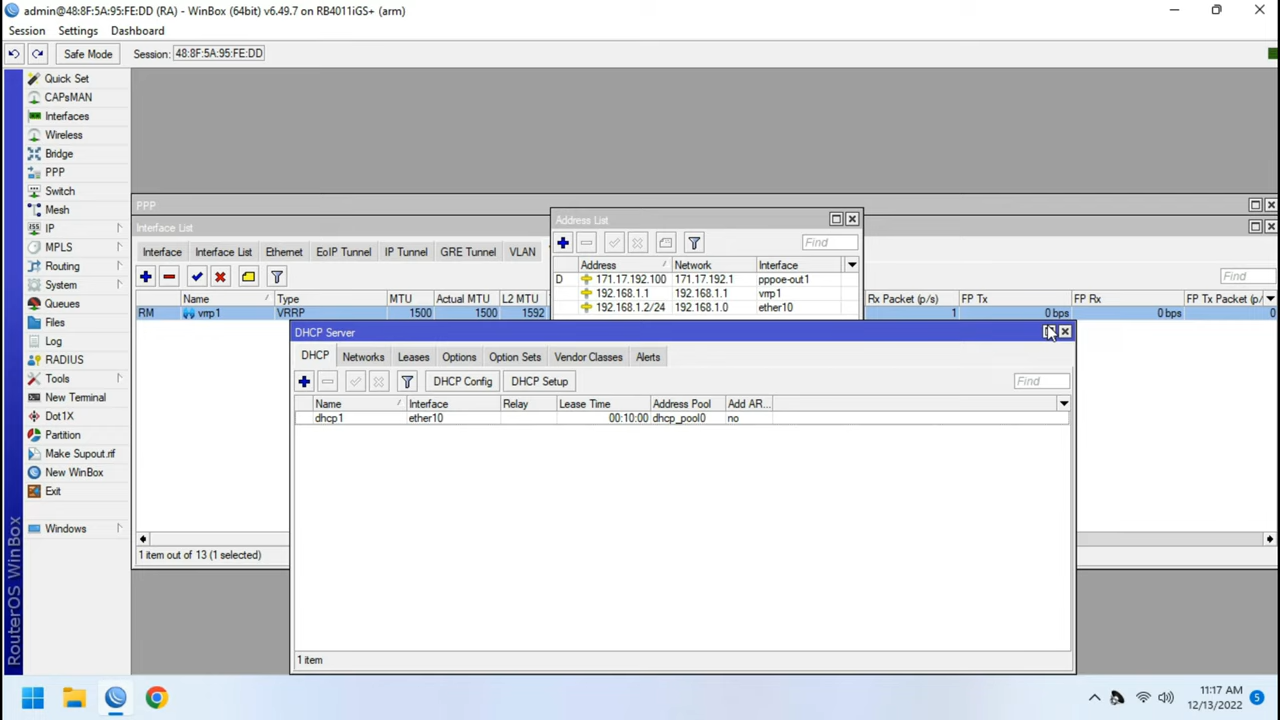 admin@48:8F:5A:95:FE:DD (RA) - WinBox (64bit) v6.49.7 on RB4011iGS+ (arm)
Session Settings Dashboard
Safe Mode Session: 48:8F:5A:95:FE:DD
Quick Set
CAPsMAN
Interfaces
Wireless
Bridge
PPP
Switch
Mesh
IP
MPLS
Routing
System
Queues
Files
Log
RADIUS
Tools
New Terminal
Dot1X
Partition
Make Supout.rif
New WinBox
Exit
Windows
RouterOS WinBox
PPP
Interface List
Interface Interface List Ethernet EoIP Tunnel IP Tunnel GRE Tunnel VLAN
Find
Name Type MTU Actual MTU L2 MTU Rx Packet (p/s) FP Tx FP Rx FP Tx Packet (p/
RM vrrp1 VRRP 1500 1500 1592 1 0 bps 0 bps 0
1 item out of 13 (1 selected)
Address List
Find
Address Network Interface
D 171.17.192.100 171.17.192.1 pppoe-out1
192.168.1.1 192.168.1.1 vrrp1
192.168.1.2/24 192.168.1.0 ether10
DHCP Server
DHCP Networks Leases Options Option Sets Vendor Classes Alerts
DHCP Config DHCP Setup Find
Name Interface Relay Lease Time Address Pool Add AR...
dhcp1 ether10 00:10:00 dhcp_pool0 no
1 item
11:17 AM
12/13/2022
5